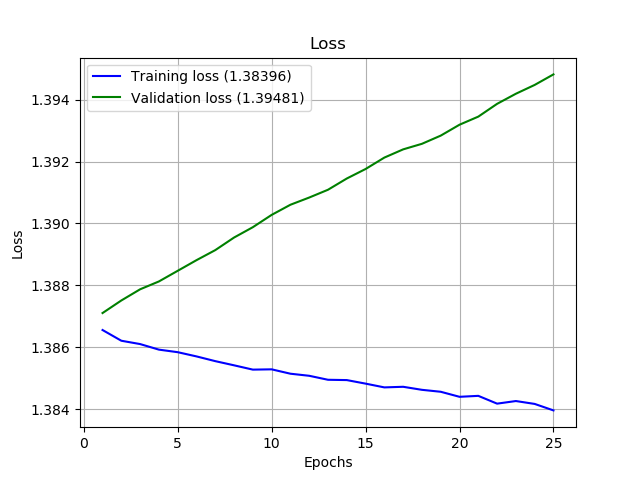 Loss
Training loss (1.38396)
Validation loss (1.39481)
Loss
1.394
1.392
1.390
1.388
1.386
1.384
0 5 10 15 20 25
Epochs